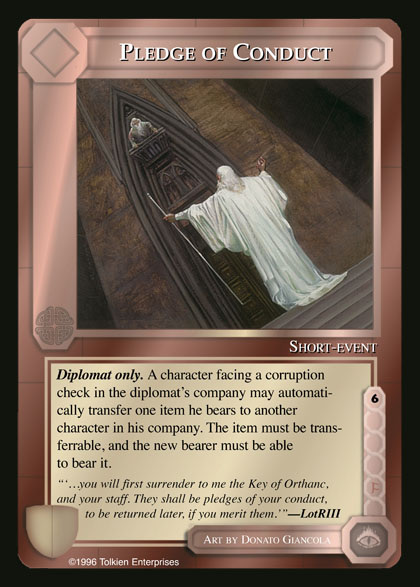 PLEDGE OF CONDUCT
SHORT-EVENT
Diplomat only. A character facing a corruption
check in the diplomat's company may automati-
cally transfer one item he bears to another
character in his company. The item must be trans-
ferrable, and the new bearer must be able
to bear it.
“‘…you will first surrender to me the Key of Orthanc,
and your staff. They shall be pledges of your conduct,
to be returned later, if you merit them.’”—LotRIII
6
ART BY DONATO GIANCOLA
©1996 Tolkien Enterprises